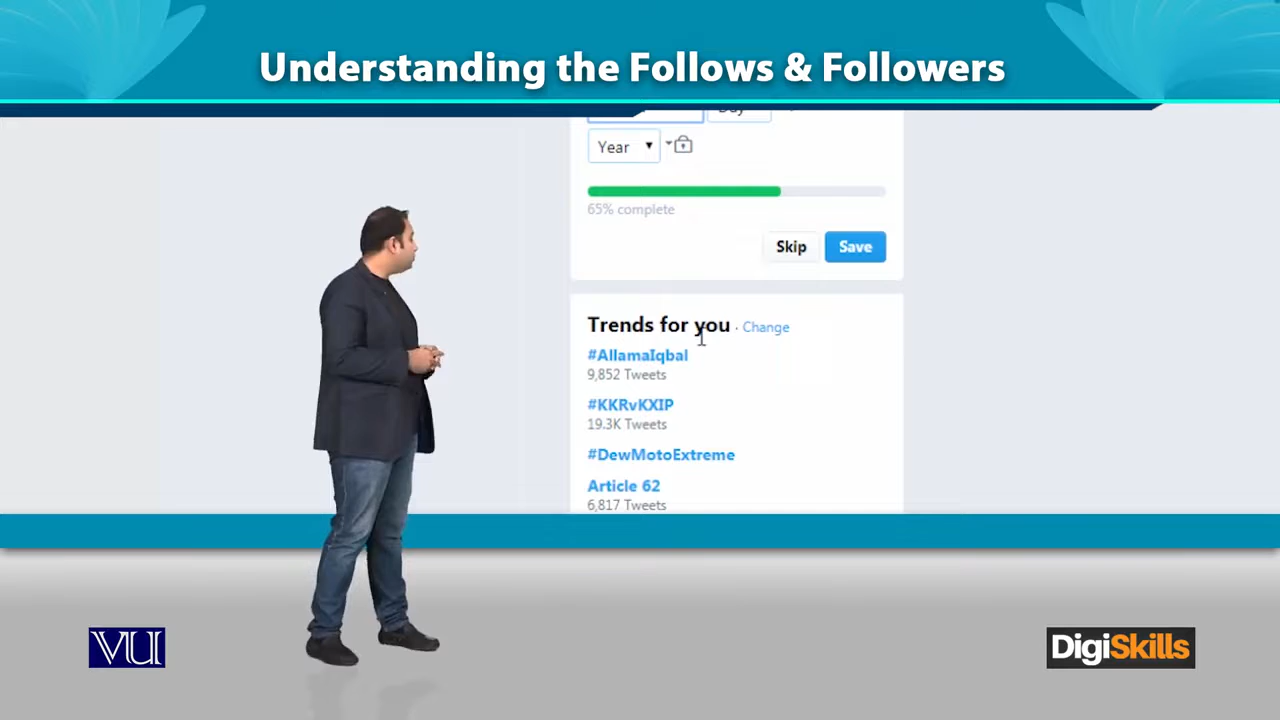 Understanding the Follows & Followers
Day
Year
65% complete
Skip Save
Trends for you · Change
#AllamaIqbal
9,852 Tweets
#KKRvKXIP
19.3K Tweets
#DewMotoExtreme
Article 62
6,817 Tweets
VU
DigiSkills